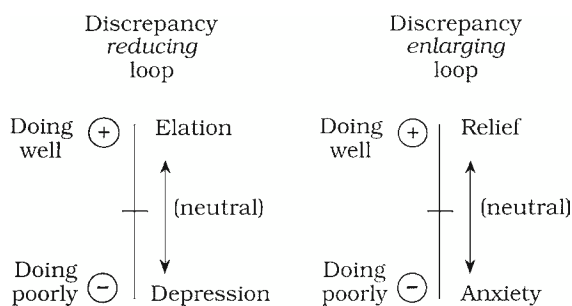 Discrepancy
reducing
loop
Doing
well
+
Elation
(neutral)
Doing
poorly
−
Depression
Discrepancy
enlarging
loop
Doing
well
+
Relief
(neutral)
Doing
poorly
−
Anxiety